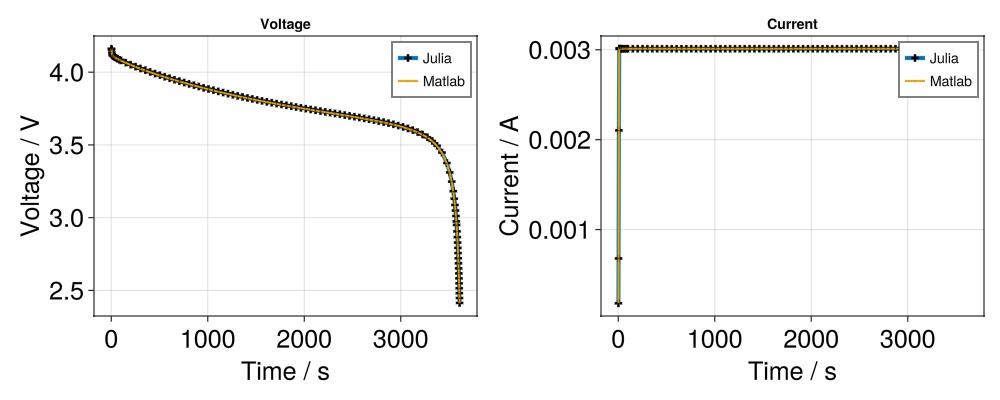 Voltage
4.0
3.5
3.0
2.5
Voltage / V
0
1000
2000
3000
Time / s
Julia
Matlab
Current
0.003
0.002
0.001
Current / A
0
1000
2000
3000
Time / s
Julia
Matlab